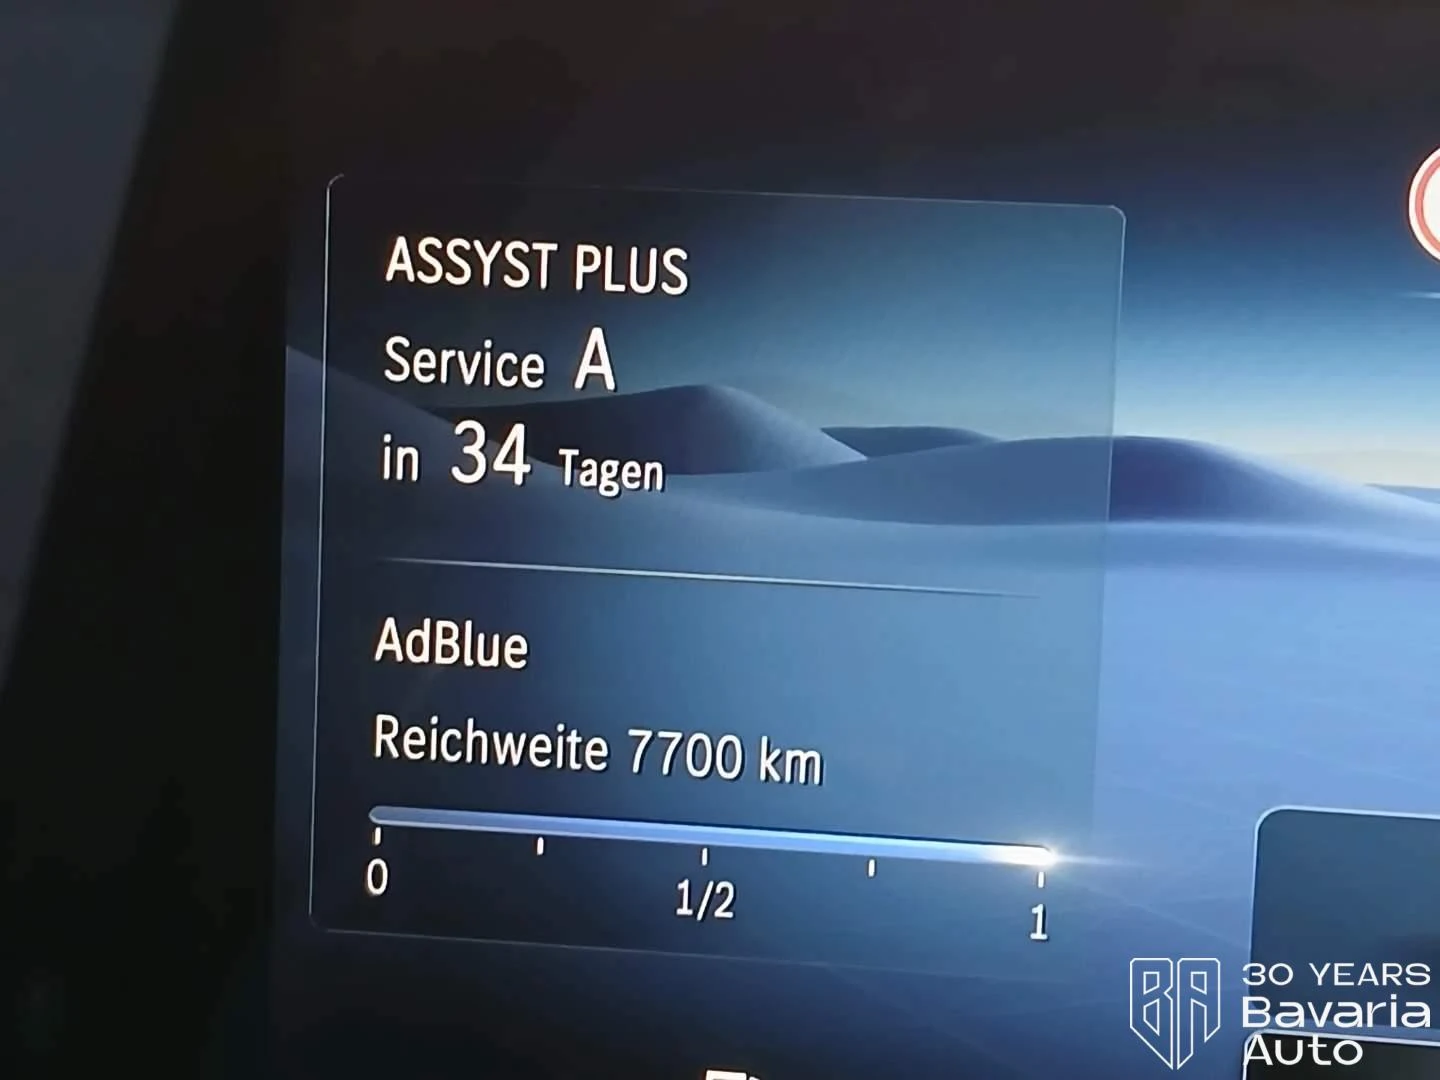 ASSYST PLUS
Service A
in 34 Tagen
AdBlue
Reichweite 7700 km
0 1/2 1
30 YEARS
Bavaria
Auto